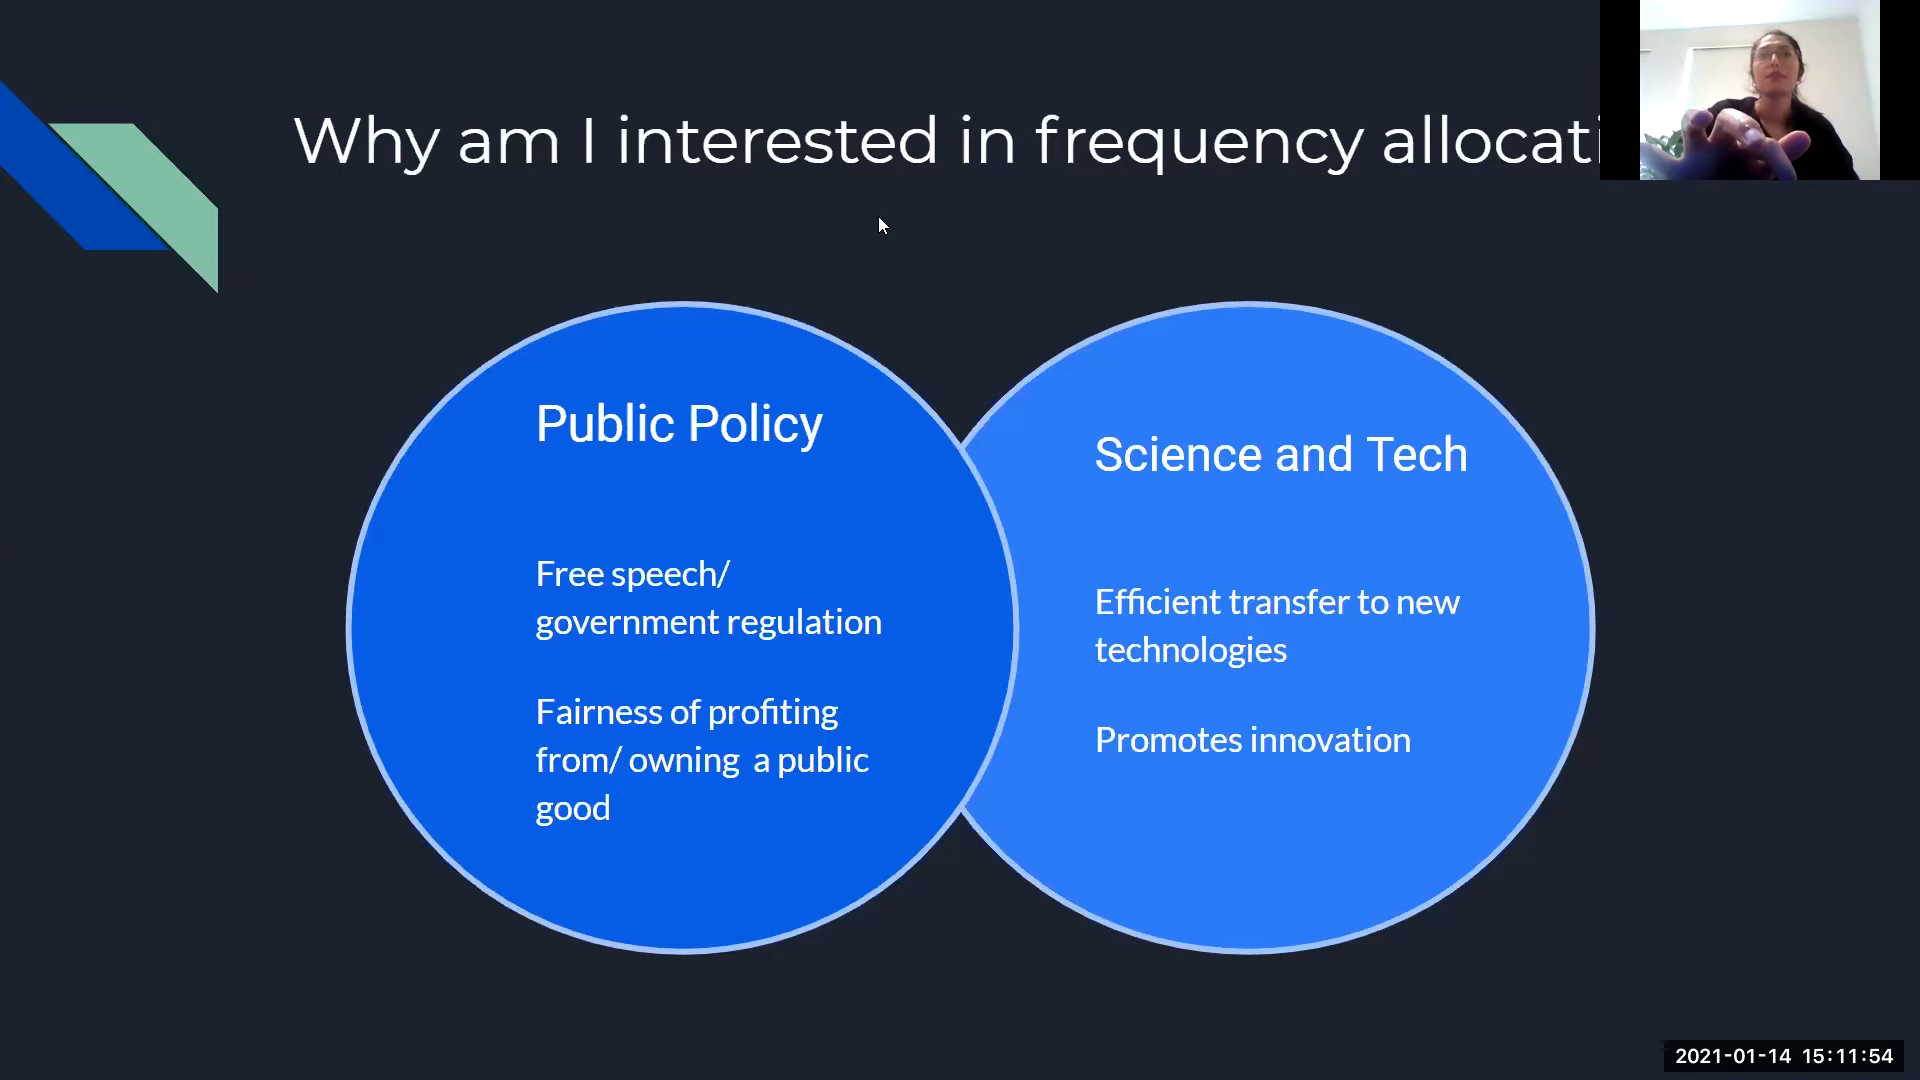 Why am I interested in frequency allocati
Public Policy
Free speech/
government regulation
Fairness of profiting
from/ owning  a public
good
Science and Tech
Efficient transfer to new
technologies
Promotes innovation
2021-01-14 15:11:54